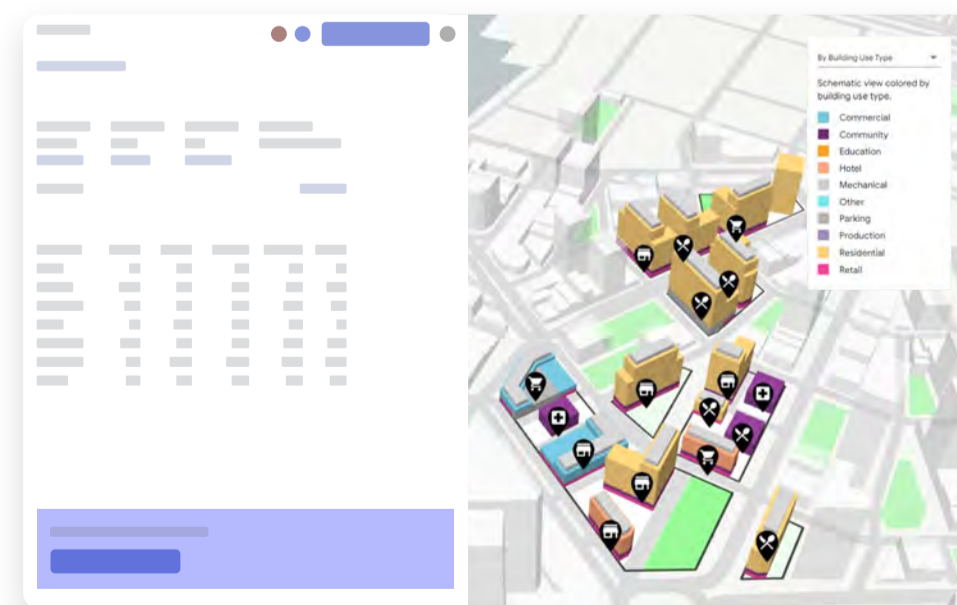 By Building Use Type
Schematic view colored by
building use type.
Commercial
Community
Education
Hotel
Mechanical
Other
Parking
Production
Residential
Retail